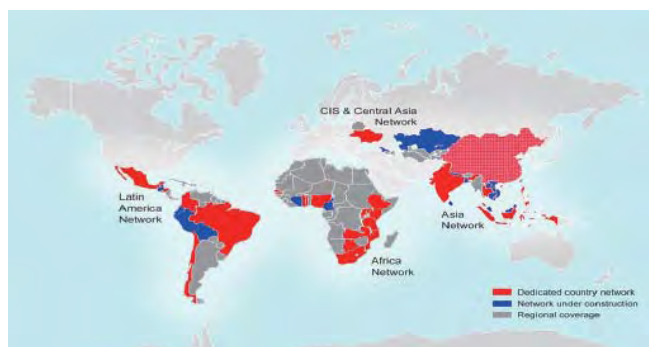 CIS & Central Asia
Network
Latin
America
Network
Asia
Network
Africa
Network
Dedicated country network
Network under construction
Regional coverage